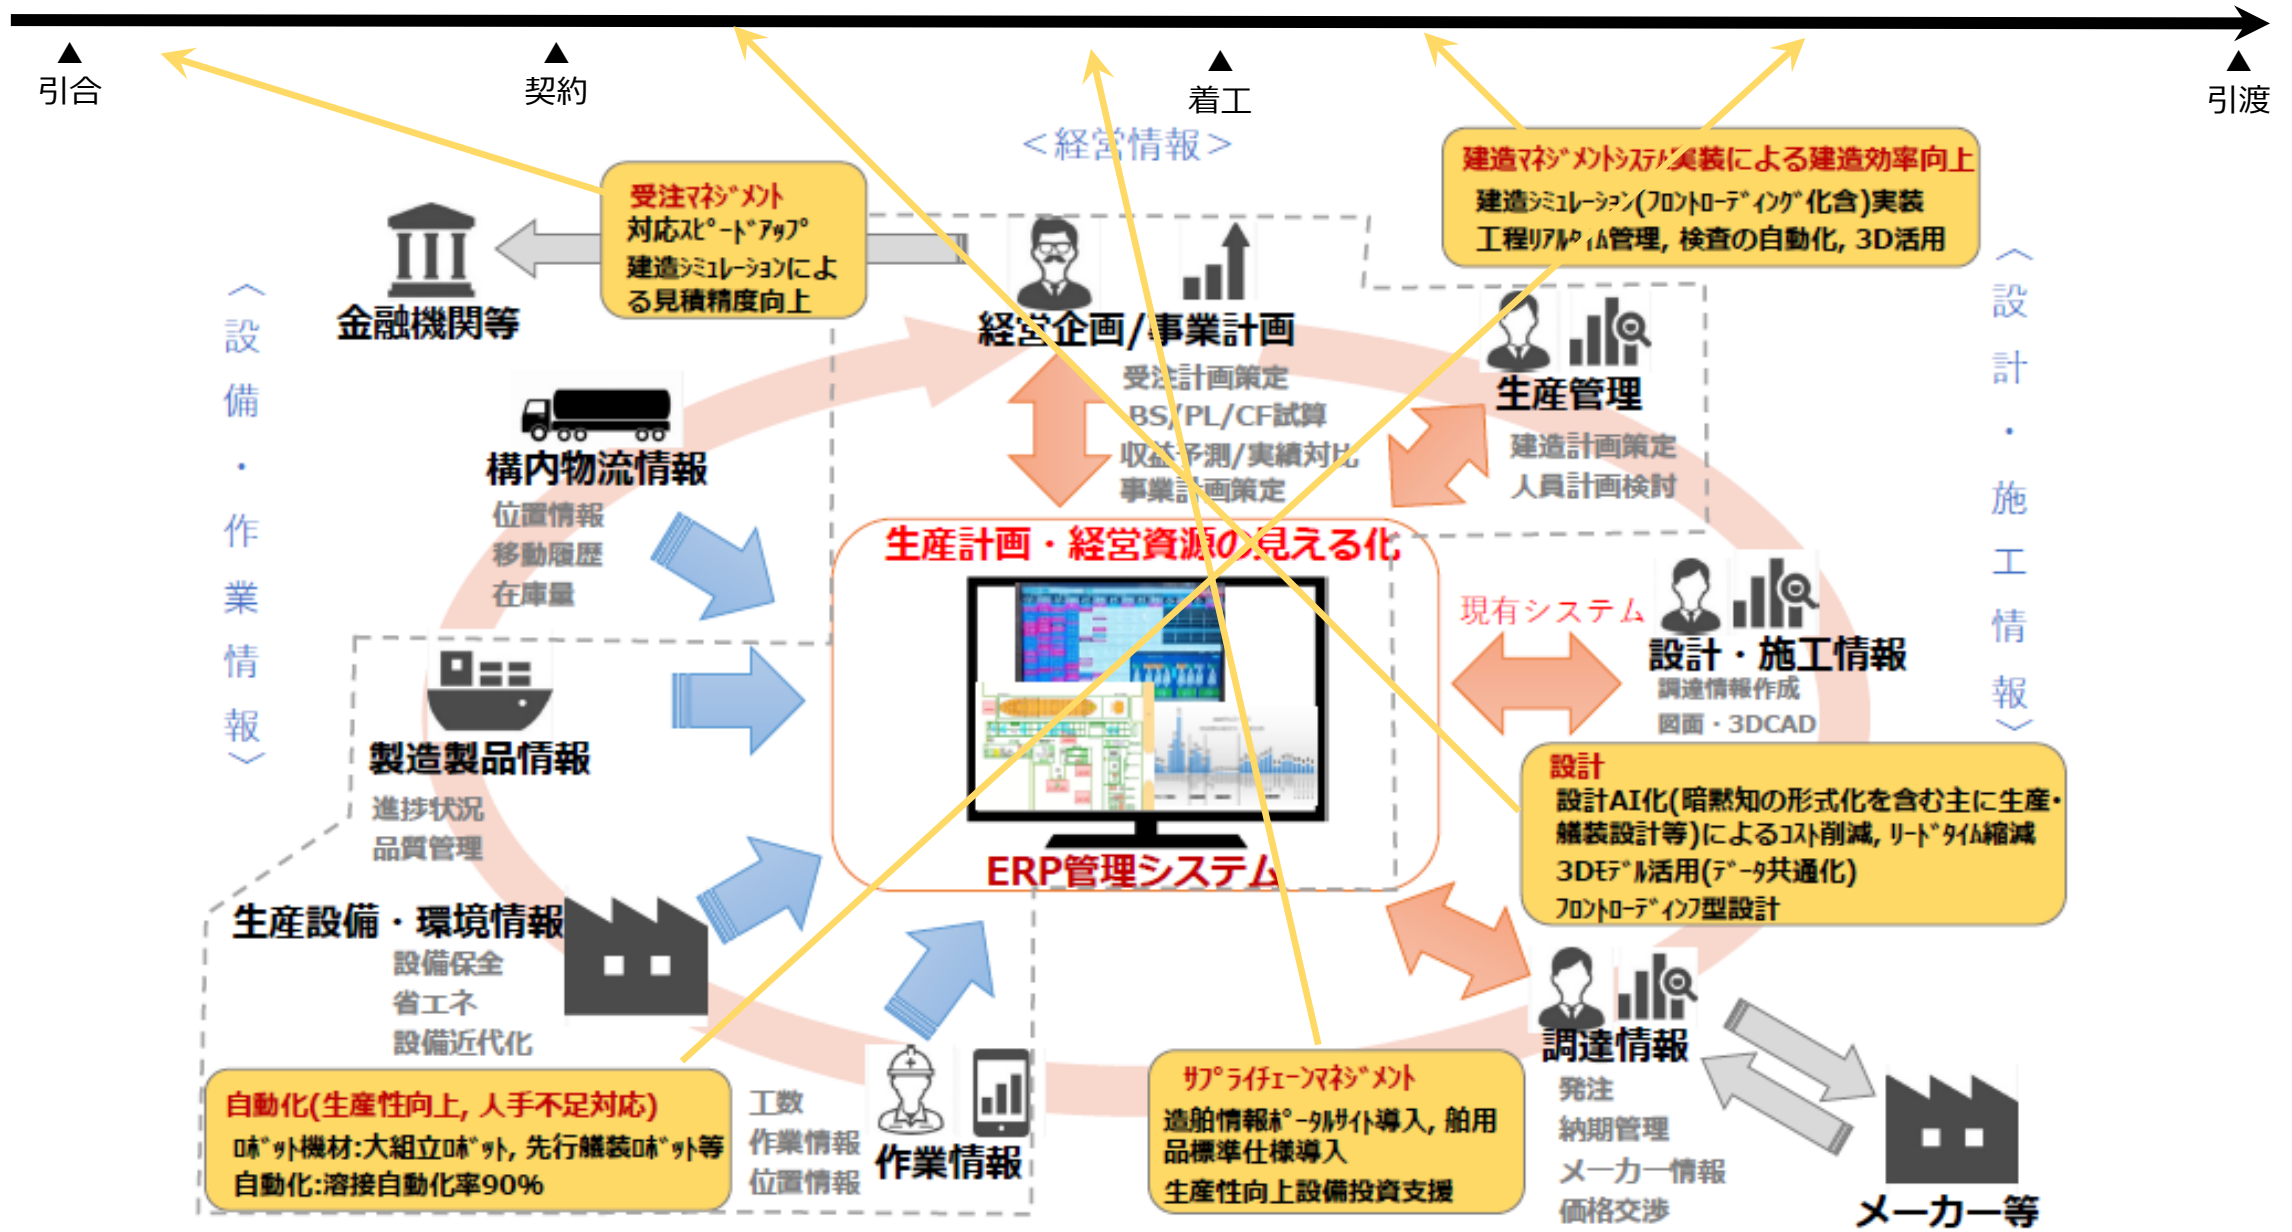 引合
契約
着工
引渡
＜経営情報＞
受注ﾏﾈｼﾞﾒﾝﾄ
対応ｽﾋﾟｰﾄﾞｱｯﾌﾟ
建造ｼﾐｭﾚｰｼｮﾝによ
る見積精度向上
建造ﾏﾈｼﾞﾒﾝﾄｼｽﾃﾑ実装による建造効率向上
建造ｼﾐｭﾚｰｼｮﾝ(ﾌﾛﾝﾄﾛｰﾃﾞｨﾝｸﾞ化含)実装
工程ﾘｱﾙﾀｲﾑ管理, 検査の自動化, 3D活用
〈設備・作業情報〉
〈設計・施工情報〉
金融機関等
経営企画/事業計画
受注計画策定
BS/PL/CF試算
収益予測/実績対比
事業計画策定
生産管理
建造計画策定
人員計画検討
構内物流情報
位置情報
移動履歴
在庫量
生産計画・経営資源の見える化
ERP管理システム
現有システム
設計・施工情報
調達情報作成
図面・3DCAD
製造製品情報
進捗状況
品質管理
設計
設計AI化(暗黙知の形式化を含む主に生産・
艤装設計等)によるｺｽﾄ削減, ﾘｰﾄﾞﾀｲﾑ縮減
3Dﾓﾃﾞﾙ活用(ﾃﾞｰﾀ共通化)
ﾌﾛﾝﾄﾛｰﾃﾞｨﾝﾌ型設計
生産設備・環境情報
設備保全
省エネ
設備近代化
自動化(生産性向上, 人手不足対応)
ﾛﾎﾞｯﾄ機材:大組立ﾛﾎﾞｯﾄ, 先行艤装ﾛﾎﾞｯﾄ等
自動化:溶接自動化率90%
工数
作業情報
位置情報
作業情報
ｻﾌﾟﾗｲﾁｪｰﾝﾏﾈｼﾞﾒﾝﾄ
造舶情報ﾎﾟｰﾀﾙｻｲﾄ導入, 舶用
品標準仕様導入
生産性向上設備投資支援
調達情報
発注
納期管理
メーカー情報
価格交渉
メーカー等